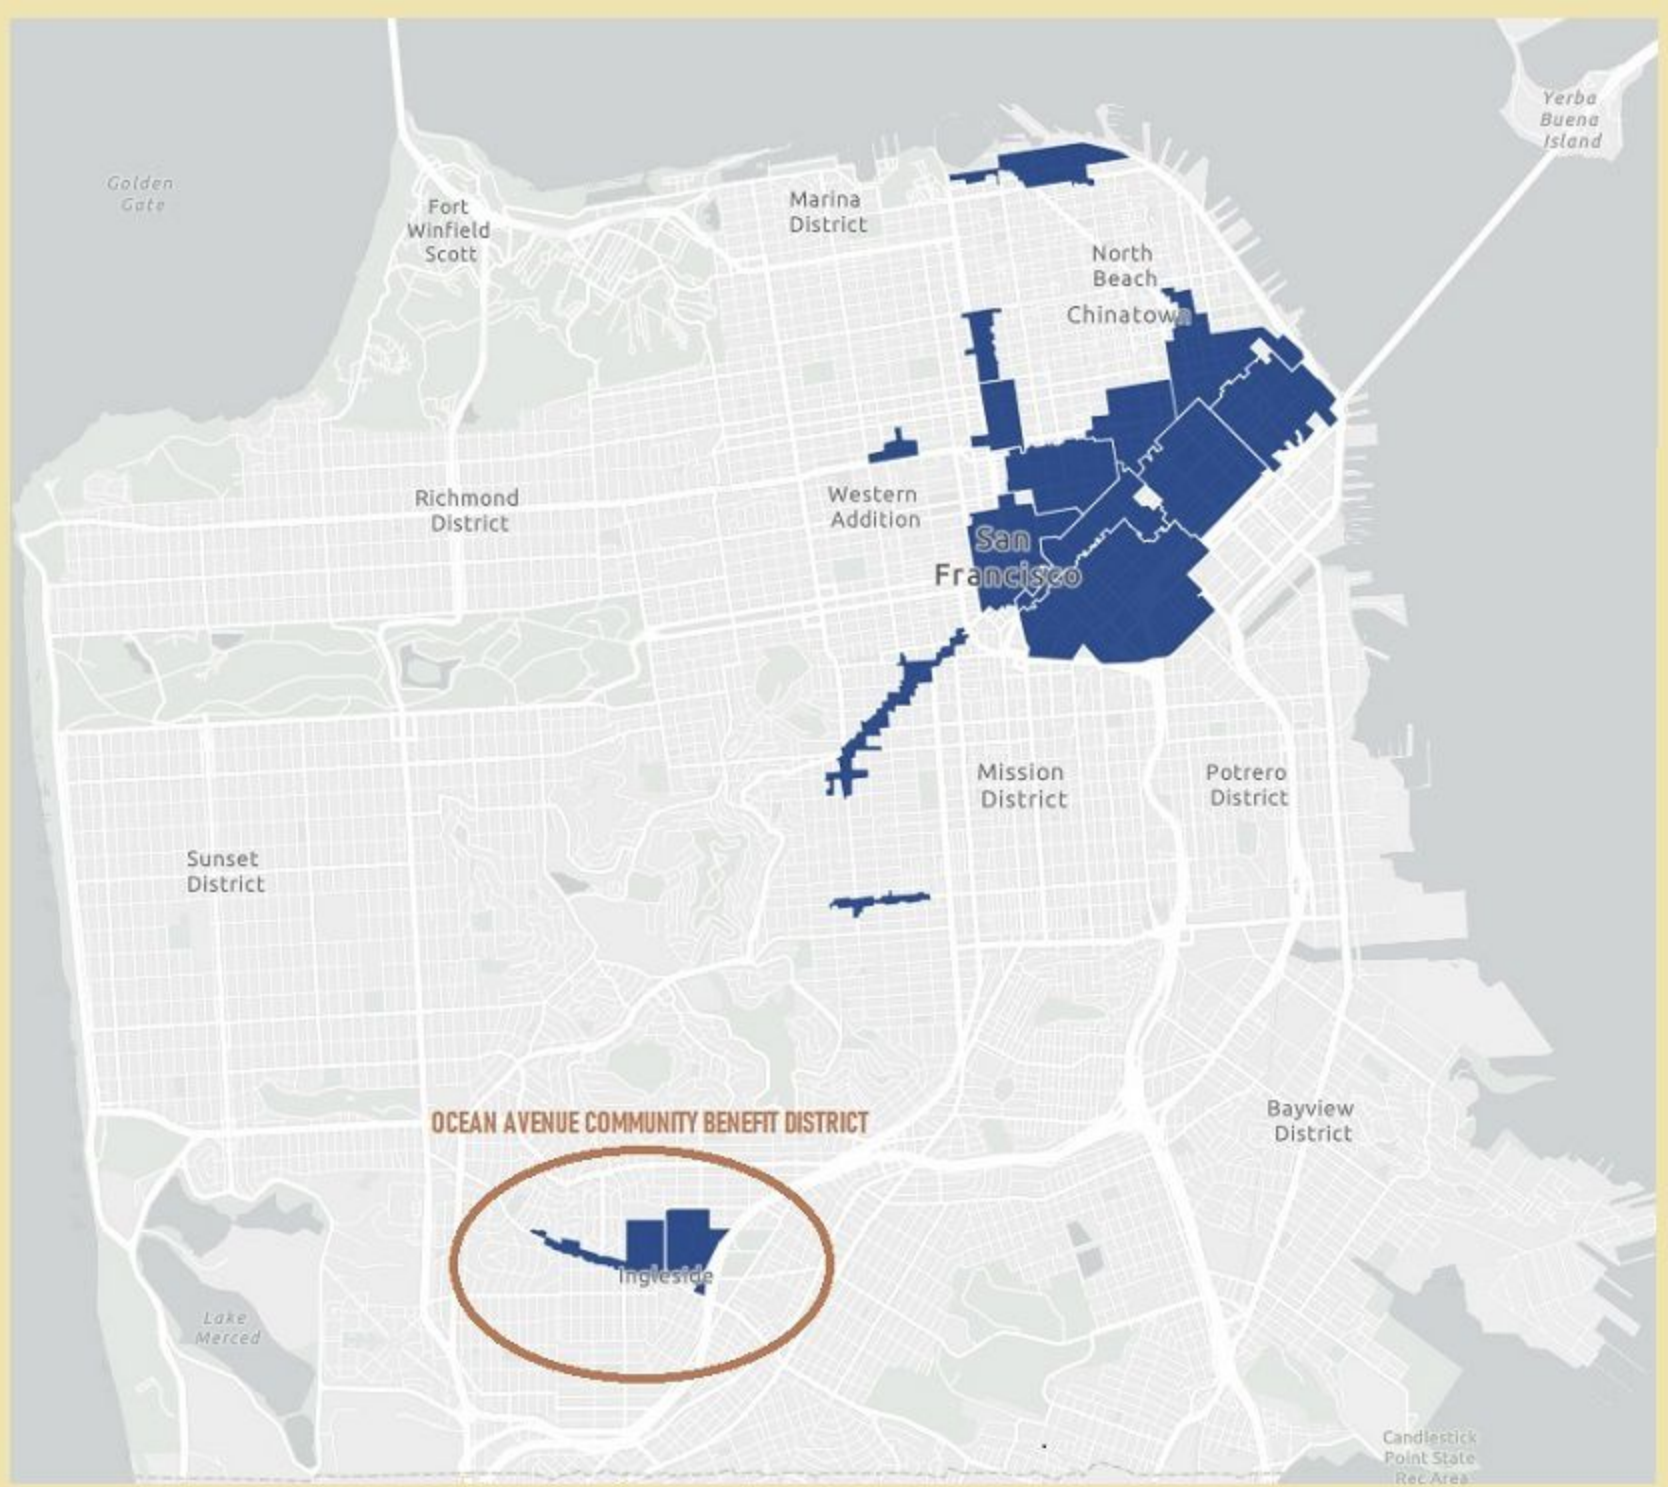 Yerba
Buena
Island
Golden
Gate
Fort
Winfield
Scott
Marina
District
North
Beach
Chinatown
Richmond
District
Western
Addition
San
Francisco
Mission
District
Potrero
District
Sunset
District
OCEAN AVENUE COMMUNITY BENEFIT DISTRICT
Bayview
District
Ingleside
Lake
Merced
Candlestick
Point State
Rec Area